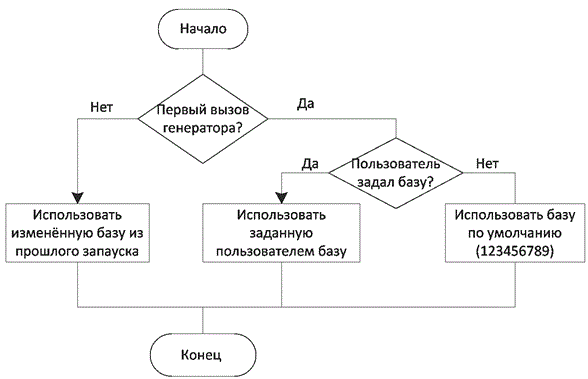 Начало
Первый вызов
генератора?
Нет
Да
Пользователь
задал базу?
Да
Нет
Использовать
изменённую базу из
прошлого запауска
Использовать
заданную
пользователем базу
Использовать базу
по умолчанию
(123456789)
Конец